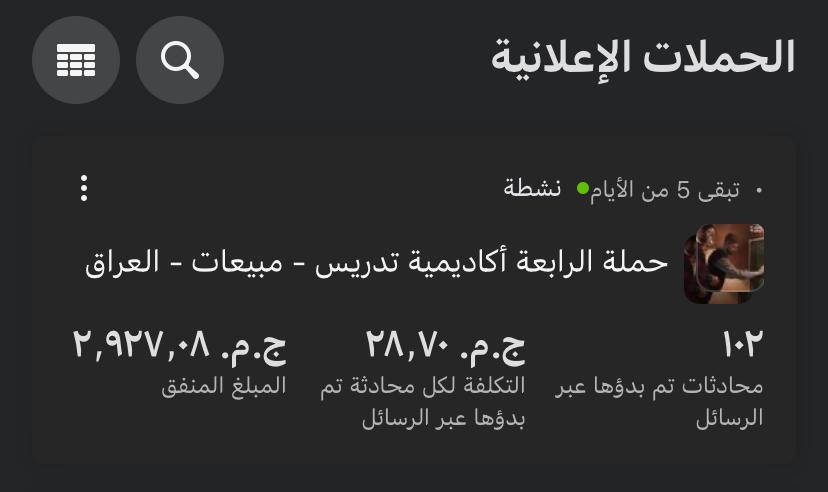 الحملات الإعلانية
• تبقى 5 من الأيام نشطة
حملة الرابعة أكاديمية تدريس - مبيعات - العراق
١٠٢
محادثات تم بدؤها عبر
الرسائل
ج.م. ٢٨,٧٠
التكلفة لكل محادثة تم
بدؤها عبر الرسائل
ج.م. ٢,٩٢٧,٠٨
المبلغ المنفق